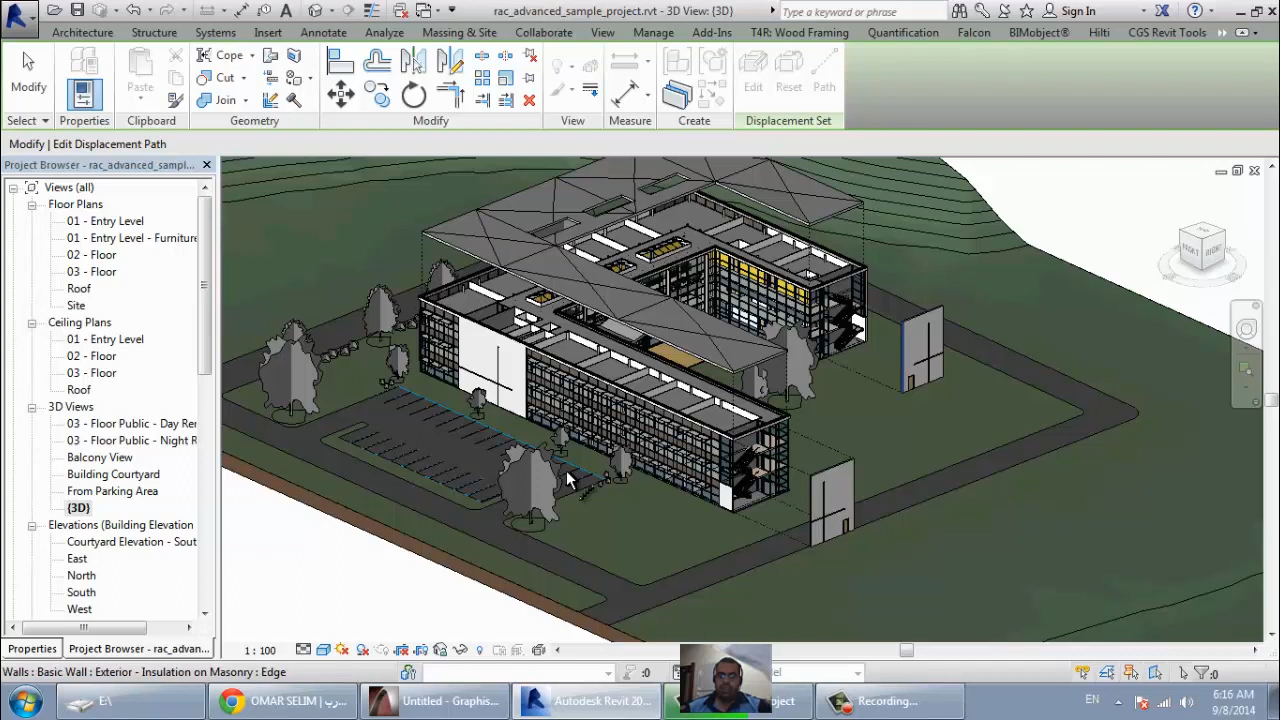 rac_advanced_sample_project.rvt - 3D View: {3D}
Type a keyword or phrase
Sign In
Architecture Structure Systems Insert Annotate Analyze Massing & Site Collaborate View Manage Add-Ins T4R: Wood Framing Quantification Falcon BIMobject® Hilti CGS Revit Tools
Modify
Paste
Cope
Cut
Join
Edit Reset Path
Select Properties Clipboard Geometry Modify View Measure Create Displacement Set
Modify | Edit Displacement Path
Project Browser - rac_advanced_sampl...
Views (all)
Floor Plans
01 - Entry Level
01 - Entry Level - Furniture
02 - Floor
03 - Floor
Roof
Site
Ceiling Plans
01 - Entry Level
02 - Floor
03 - Floor
Roof
3D Views
03 - Floor Public - Day Re
03 - Floor Public - Night R
Balcony View
Building Courtyard
From Parking Area
{3D}
Elevations (Building Elevation
Courtyard Elevation - Sout
East
North
South
West
FRONT RIGHT
Properties Project Browser - rac_advan...
1 : 100
Walls : Basic Wall : Exterior - Insulation on Masonry : Edge
:0
:0
E:\
OMAR SELIM | رب...
Untitled - Graphis...
Autodesk Revit 20...
Recording...
EN
6:16 AM
9/8/2014